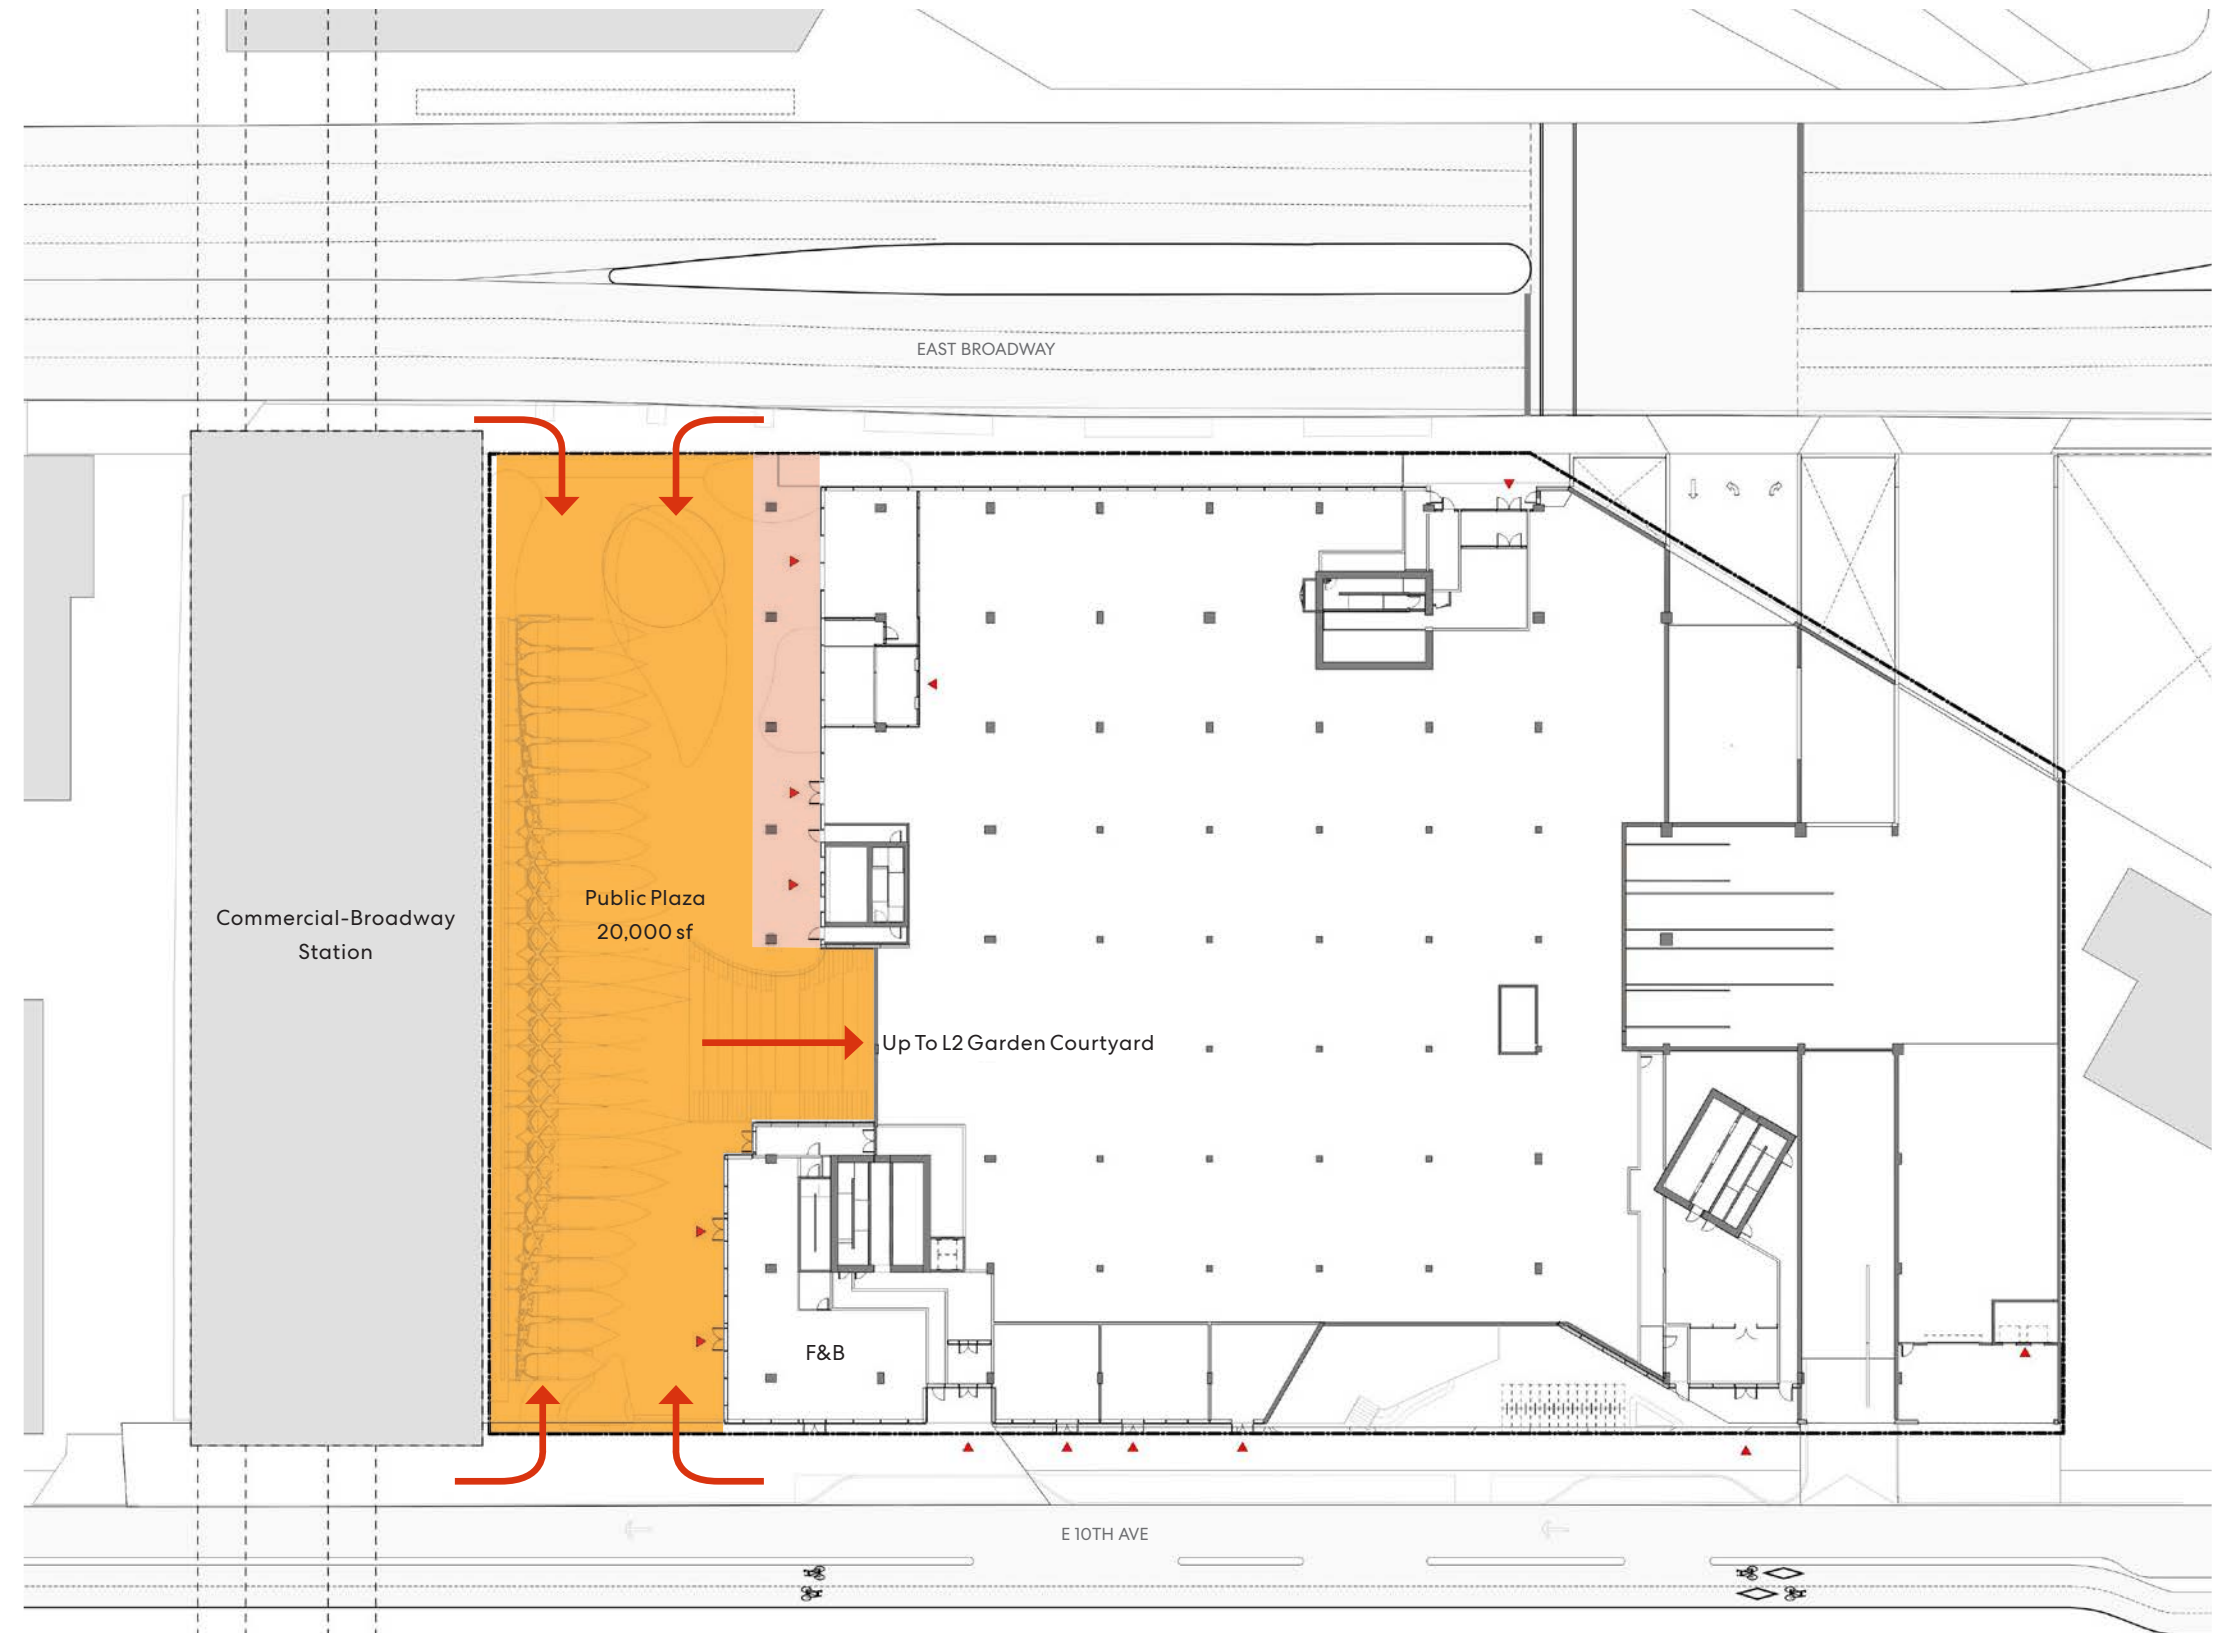 EAST BROADWAY
Commercial-Broadway
Station
Public Plaza
20,000 sf
Up To L2 Garden Courtyard
F&B
E 10TH AVE